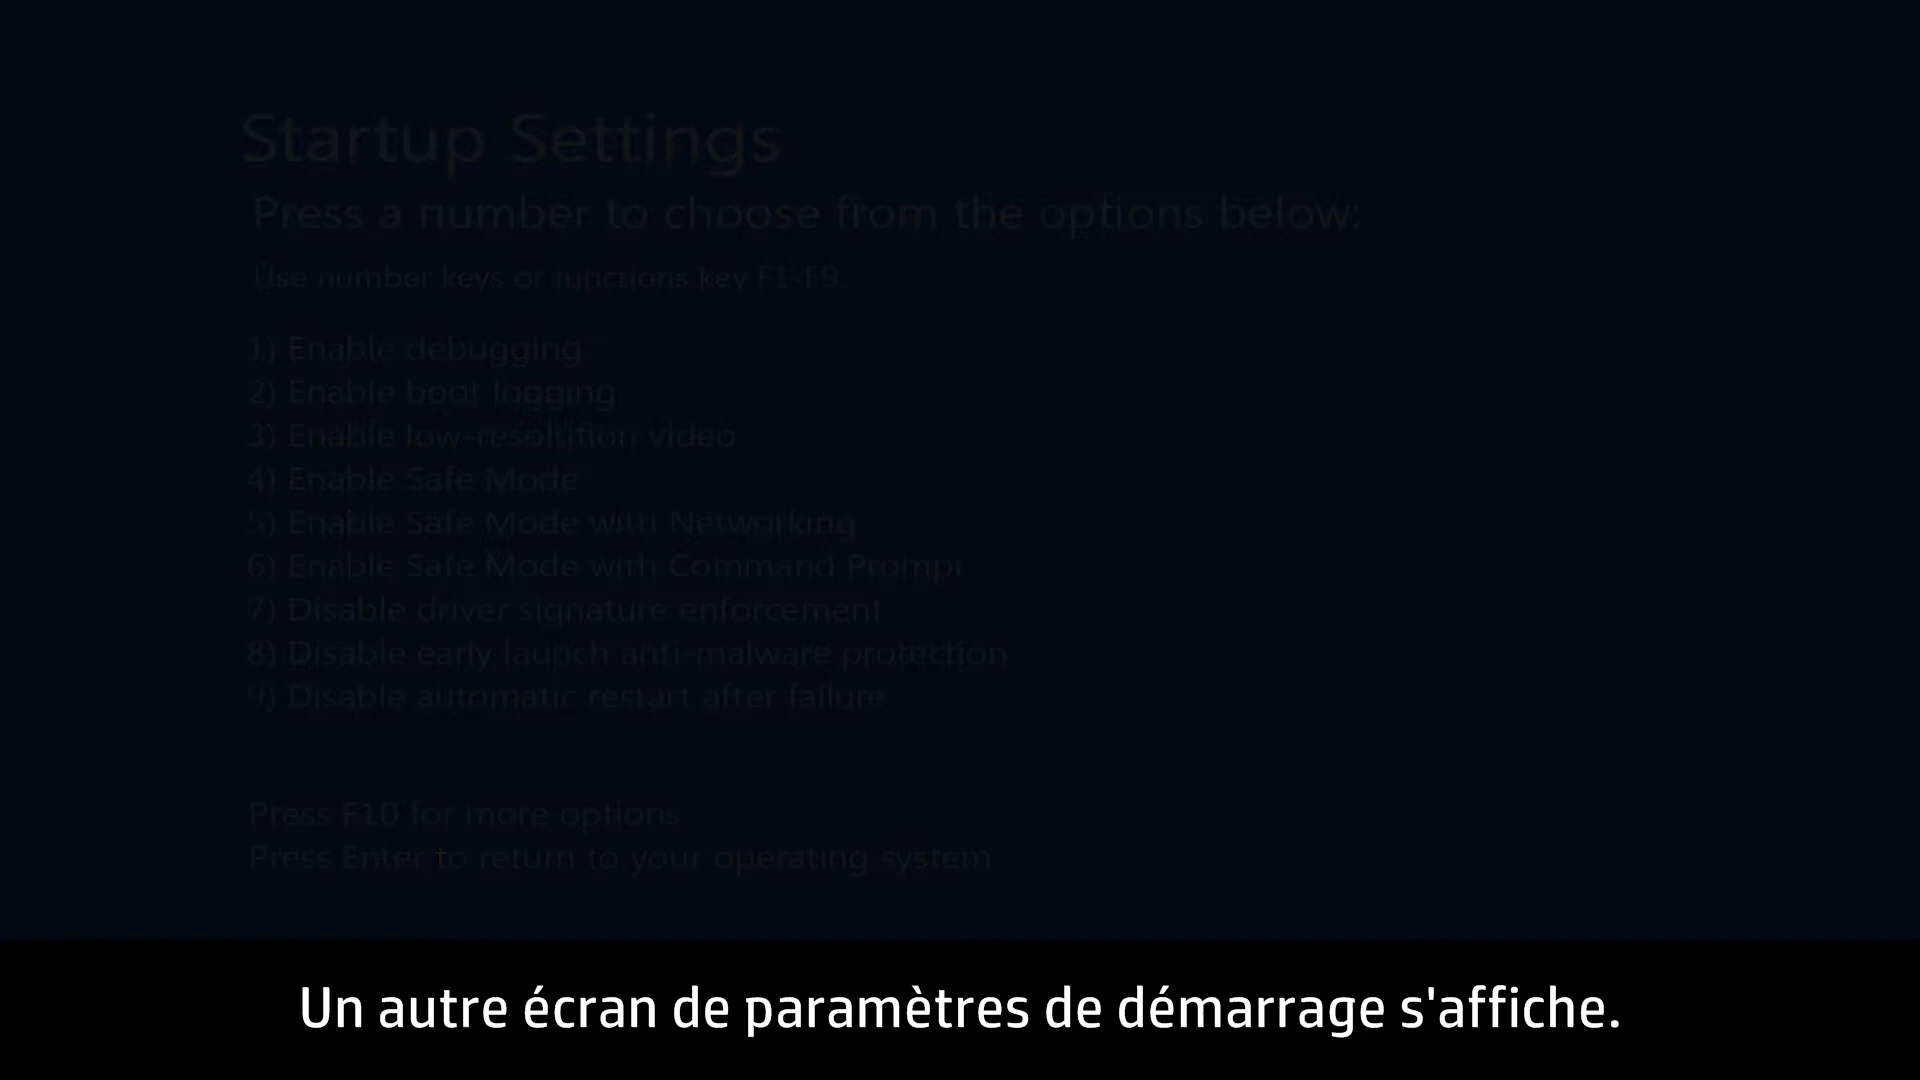 Startup Settings
Press a number to choose from the options below:
Use number keys or functions key F1-F9.
1) Enable debugging
2) Enable boot logging
3) Enable low-resolution video
4) Enable Safe Mode
5) Enable Safe Mode with Networking
6) Enable Safe Mode with Command Prompt
7) Disable driver signature enforcement
8) Disable early launch anti-malware protection
9) Disable automatic restart after failure
Press F10 for more options
Press Enter to return to your operating system
Un autre écran de paramètres de démarrage s'affiche.